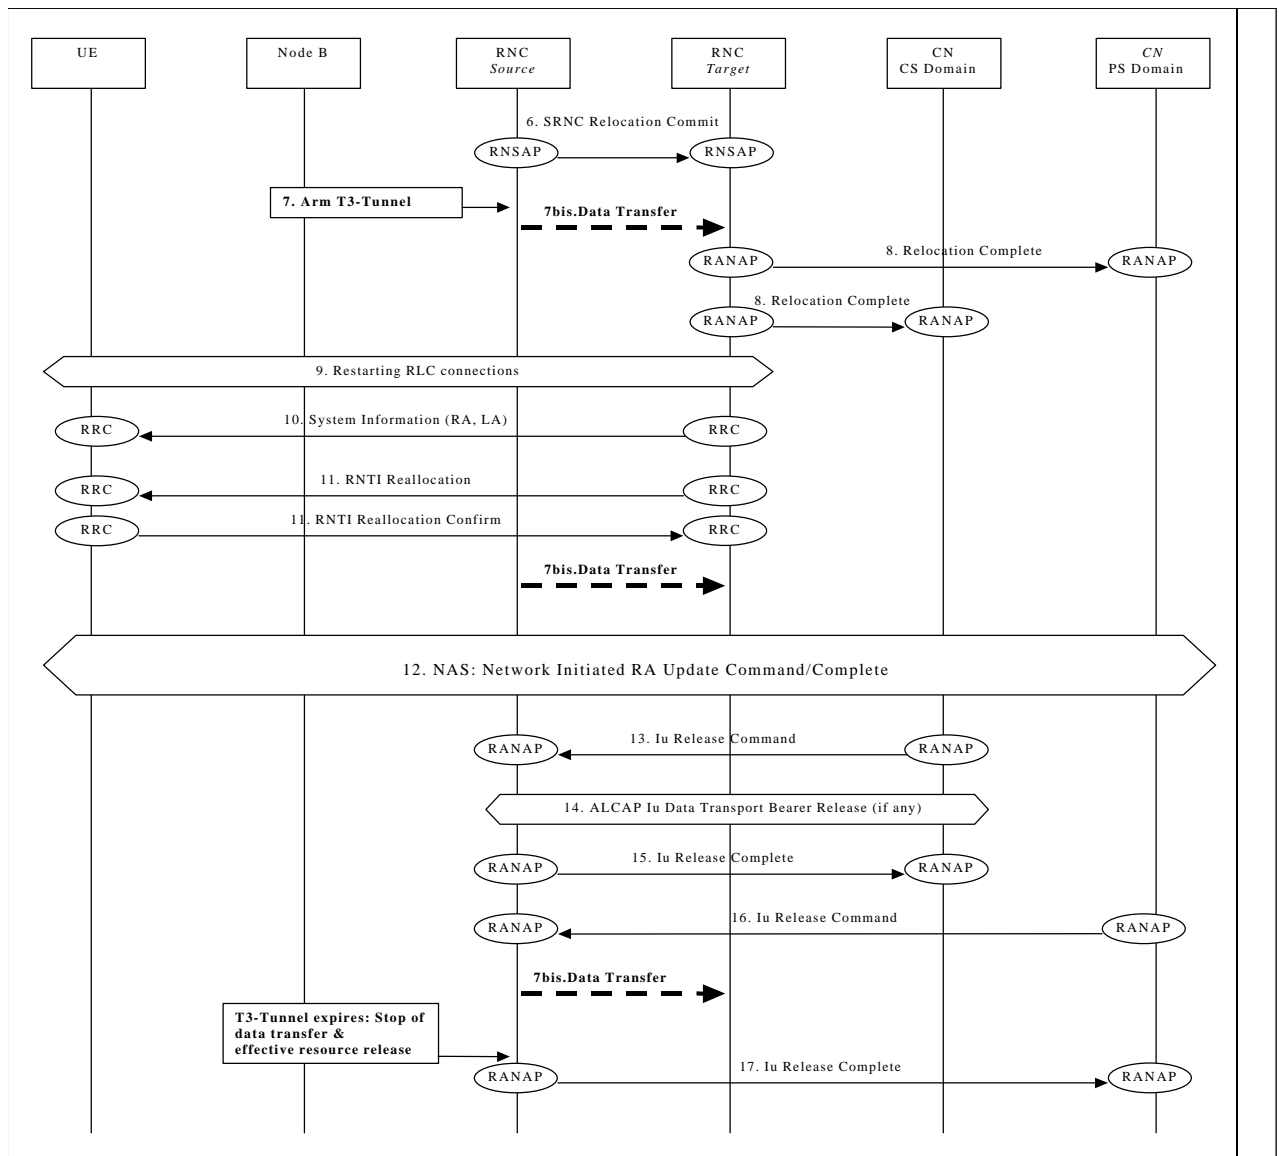 UE
Node B
RNC
Source
RNC
Target
CN
CS Domain
CN
PS Domain
6. SRNC Relocation Commit
RNSAP
RNSAP
7. Arm T3-Tunnel
7bis.Data Transfer
8. Relocation Complete
RANAP
RANAP
8. Relocation Complete
RANAP
RANAP
9. Restarting RLC connections
10. System Information (RA, LA)
RRC
RRC
11. RNTI Reallocation
RRC
RRC
11. RNTI Reallocation Confirm
RRC
RRC
7bis.Data Transfer
12. NAS: Network Initiated RA Update Command/Complete
13. Iu Release Command
RANAP
RANAP
14. ALCAP Iu Data Transport Bearer Release (if any)
15. Iu Release Complete
RANAP
RANAP
16. Iu Release Command
RANAP
RANAP
7bis.Data Transfer
T3-Tunnel expires: Stop of
data transfer &
effective resource release
17. Iu Release Complete
RANAP
RANAP